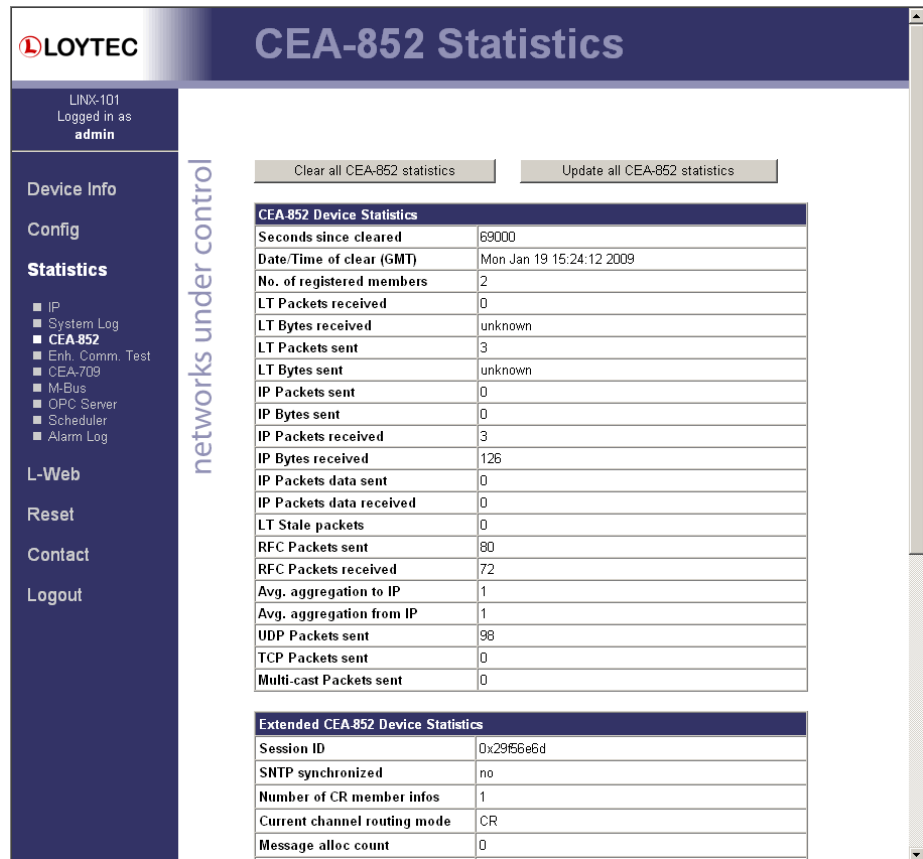 LOYTEC
CEA-852 Statistics
LINX-101
Logged in as
admin
Device Info
Config
Statistics
IP
System Log
CEA-852
Enh. Comm. Test
CEA-709
M-Bus
OPC Server
Scheduler
Alarm Log
L-Web
Reset
Contact
Logout
networks under control
Clear all CEA-852 statistics
Update all CEA-852 statistics
CEA-852 Device Statistics
Seconds since cleared 69000
Date/Time of clear (GMT) Mon Jan 19 15:24:12 2009
No. of registered members 2
LT Packets received 0
LT Bytes received unknown
LT Packets sent 3
LT Bytes sent unknown
IP Packets sent 0
IP Bytes sent 0
IP Packets received 3
IP Bytes received 126
IP Packets data sent 0
IP Packets data received 0
LT Stale packets 0
RFC Packets sent 80
RFC Packets received 72
Avg. aggregation to IP 1
Avg. aggregation from IP 1
UDP Packets sent 98
TCP Packets sent 0
Multi-cast Packets sent 0
Extended CEA-852 Device Statistics
Session ID 0x29f56e6d
SNTP synchronized no
Number of CR member infos 1
Current channel routing mode CR
Message alloc count 0